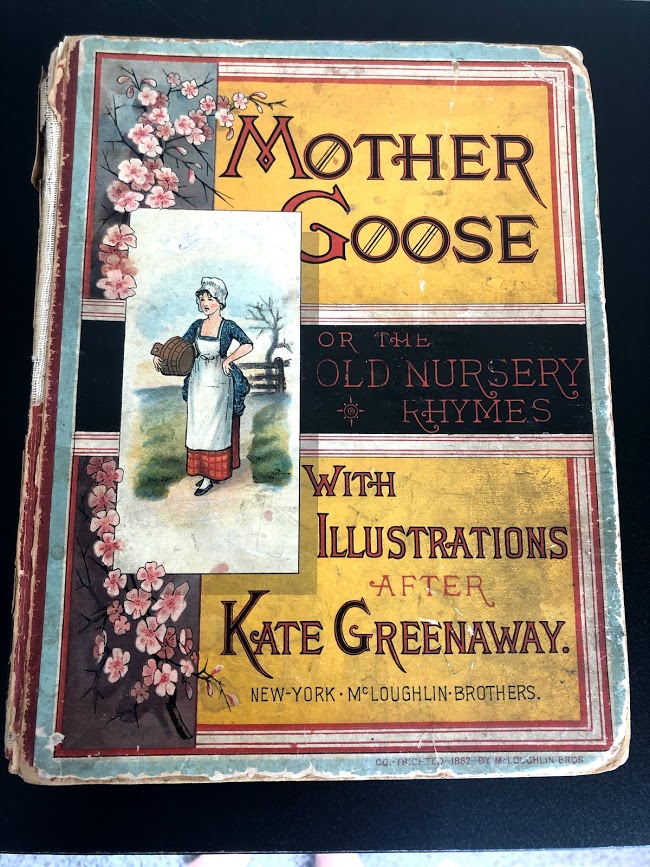 MOTHER
GOOSE
OR THE
OLD NURSERY
RHYMES
WITH
ILLUSTRATIONS
AFTER
KATE GREENAWAY.
NEW-YORK · McLOUGHLIN · BROTHERS.
COPYRIGHTED 1882 BY McLOUGHLIN BROS